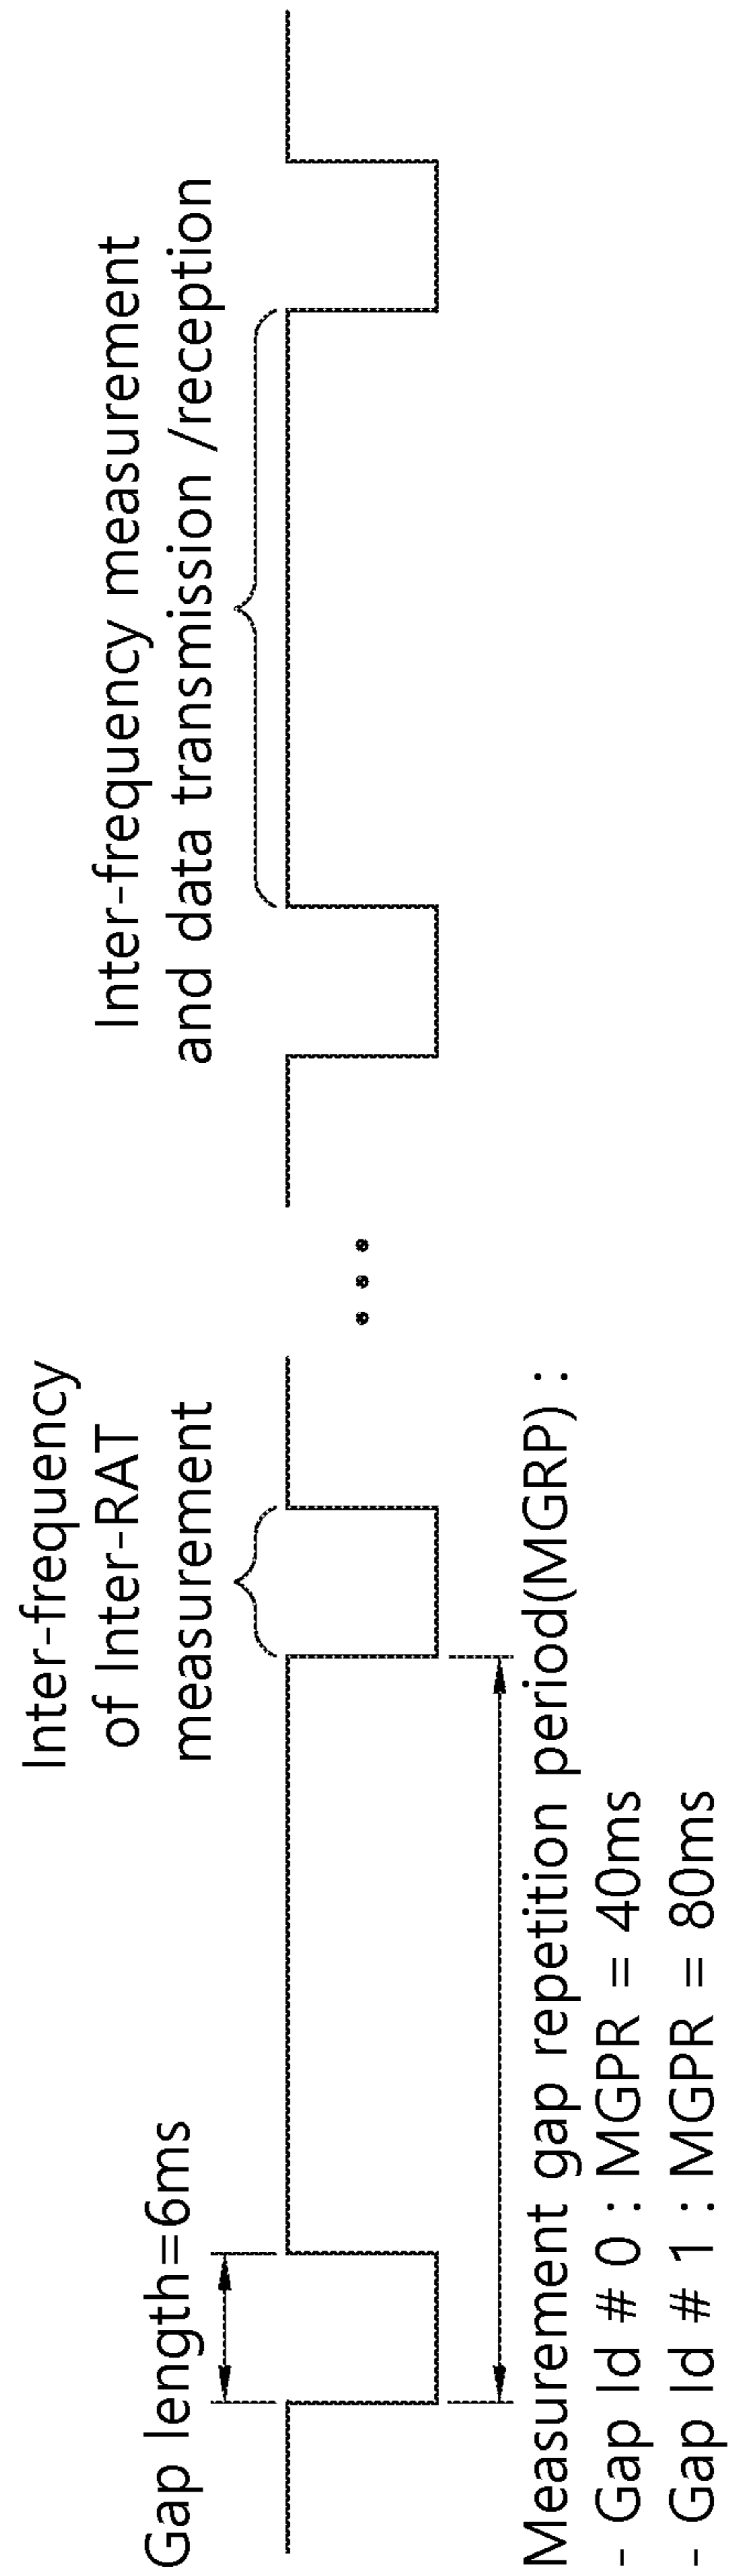 Gap length=6ms
Inter-frequency
of Inter-RAT
measurement
Inter-frequency measurement
and data transmission /reception
Measurement gap repetition period(MGRP) :
- Gap Id # 0 : MGPR = 40ms
- Gap Id # 1 : MGPR = 80ms